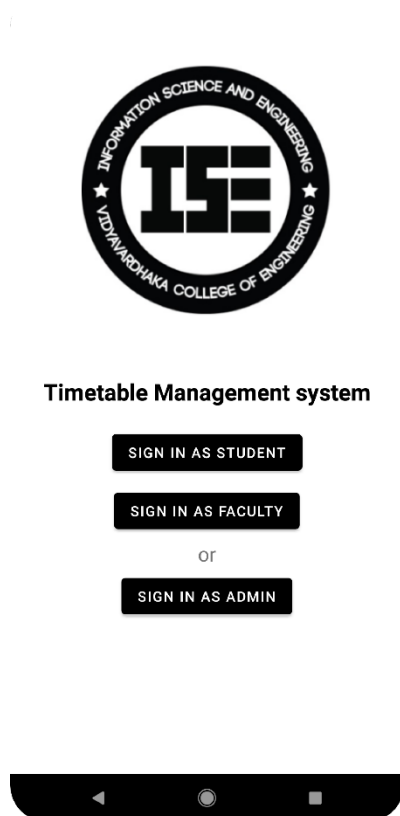 INFORMATION SCIENCE AND ENGINEERING
ISE
VIDYAVARDHAKA COLLEGE OF ENGINEERING
Timetable Management system
SIGN IN AS STUDENT
SIGN IN AS FACULTY
or
SIGN IN AS ADMIN